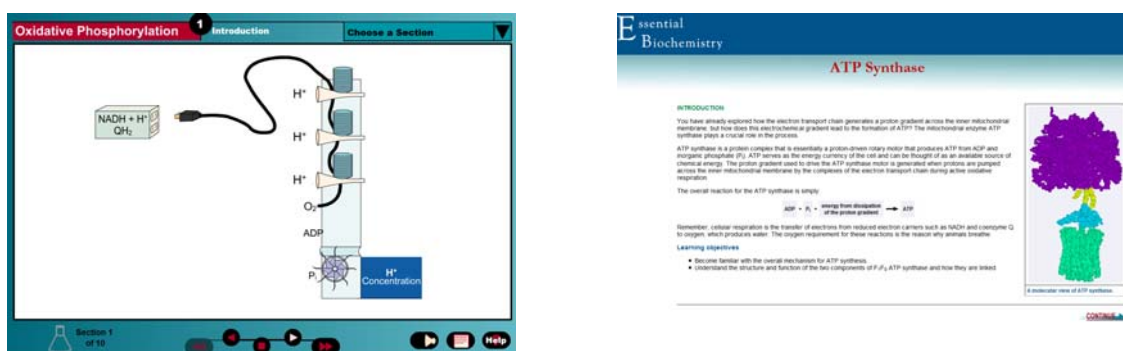 Oxidative Phosphorylation
1
Introduction
Choose a Section
NADH + H⁺
QH₂
H⁺
H⁺
H⁺
O₂
ADP
Pᵢ
H⁺
Concentration
Section 1
of 10
Help
Essential
Biochemistry
ATP Synthase
INTRODUCTION
You have already explored how the electron transport chain generates a proton gradient across the inner mitochondrial
membrane, but how does this electrochemical gradient lead to the formation of ATP? The mitochondrial enzyme ATP
synthase plays a crucial role in the process.
ATP synthase is a protein complex that is essentially a proton-driven rotary motor that produces ATP from ADP and
inorganic phosphate (Pᵢ). ATP serves as the energy currency of the cell and can be thought of as an available source of
chemical energy. The proton gradient used to drive the ATP synthase motor is generated when protons are pumped
across the inner mitochondrial membrane by the complexes of the electron transport chain during active oxidative
respiration.
The overall reaction for the ATP synthase is simply:
ADP + Pᵢ + energy from dissipation of the proton gradient → ATP
Remember, cellular respiration is the transfer of electrons from reduced electron carriers such as NADH and coenzyme Q
to oxygen, which produces water. The oxygen requirement for these reactions is the reason why animals breathe.
Learning objectives
• Become familiar with the overall mechanism for ATP synthesis
• Understand the structure and function of the two components of F₁F₀ ATP synthase and how they are linked
A molecular view of ATP synthase.
CONTINUE